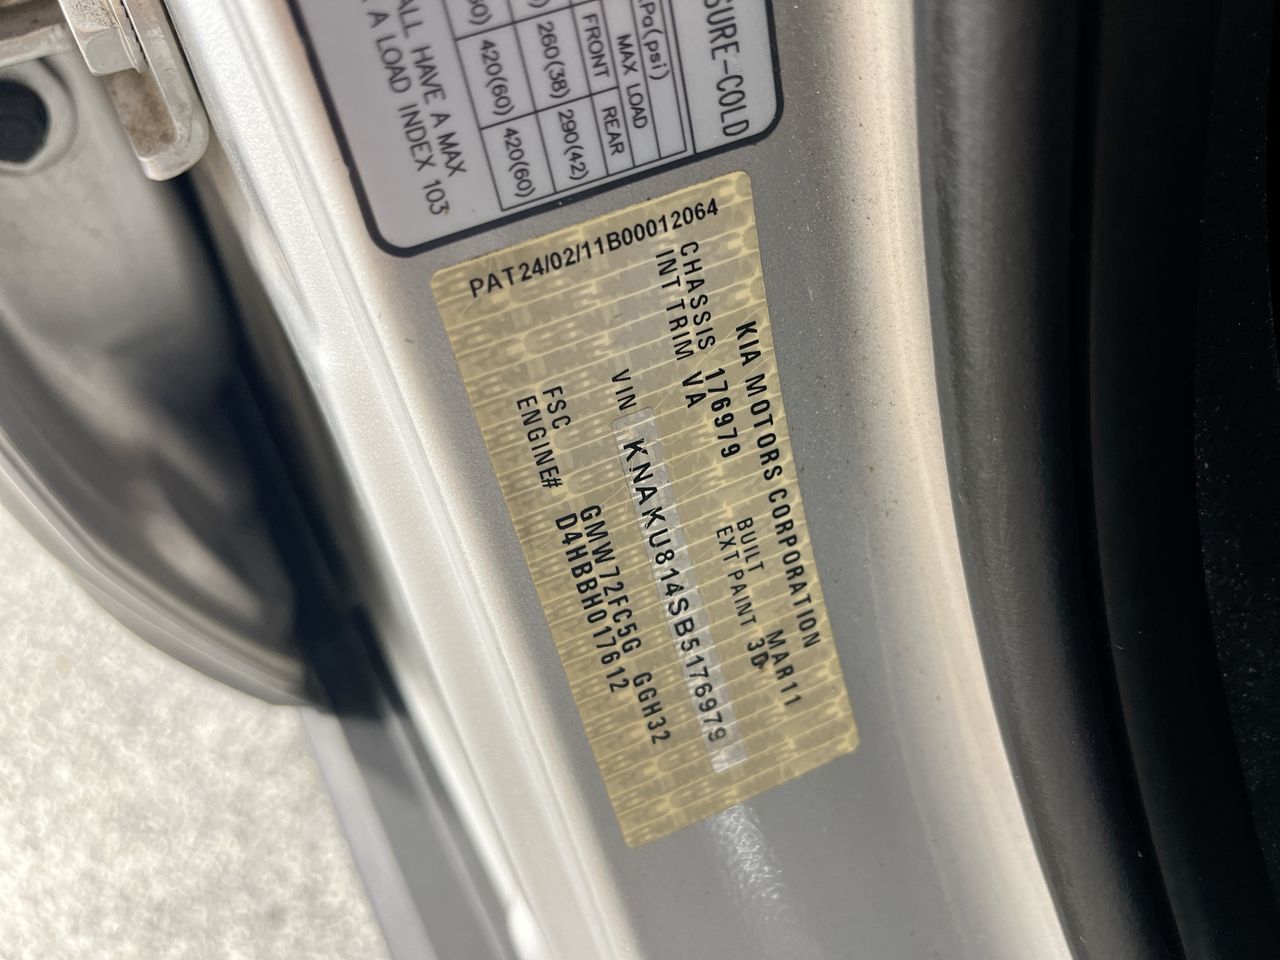 SURE-COLD
kPa(psi)
MAX LOAD
FRONT REAR
260(38) 290(42)
420(60) 420(60)
ALL HAVE A MAX
A LOAD INDEX 103
PAT24/02/11B00012064
KIA MOTORS CORPORATION
CHASSIS 176979 BUILT MAR11
INT TRIM VA EXT PAINT 3D
VIN KNAKU814SB5176979
FSC GMW72FC5G GGH32
ENGINE# D4HBBH017612